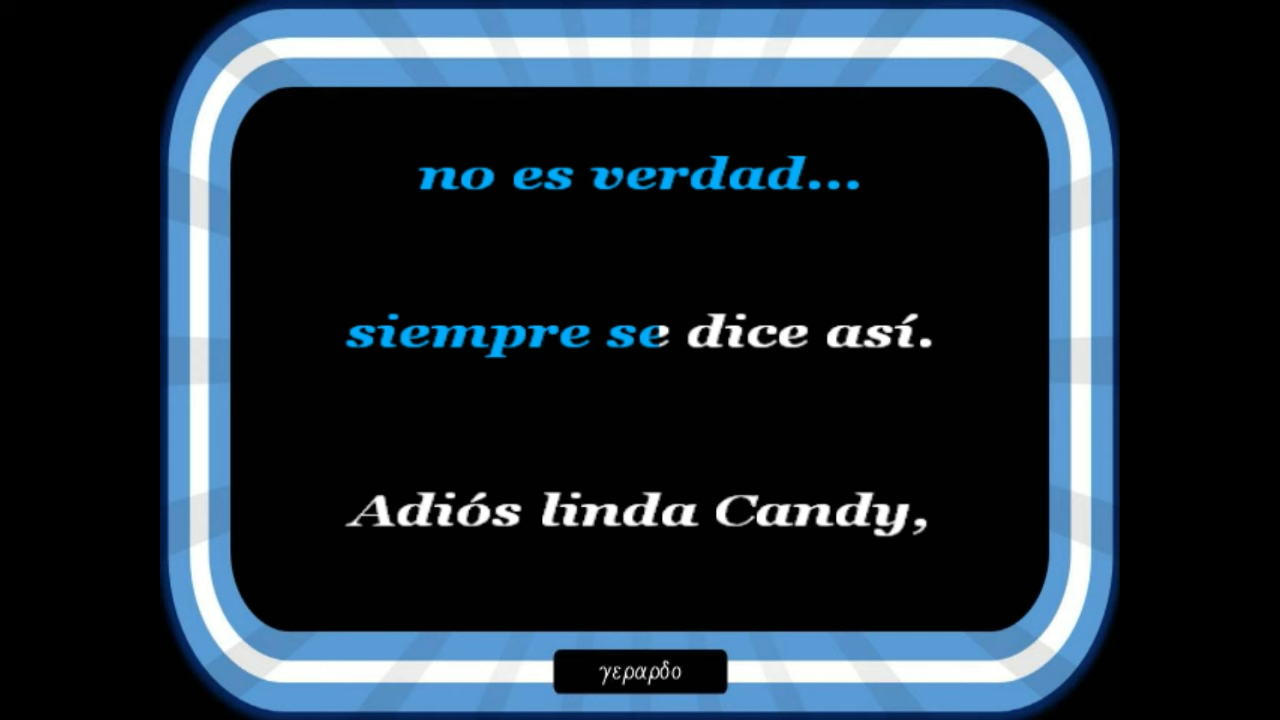 no es verdad...
siempre se dice así.
Adiós linda Candy,
γεραρδο